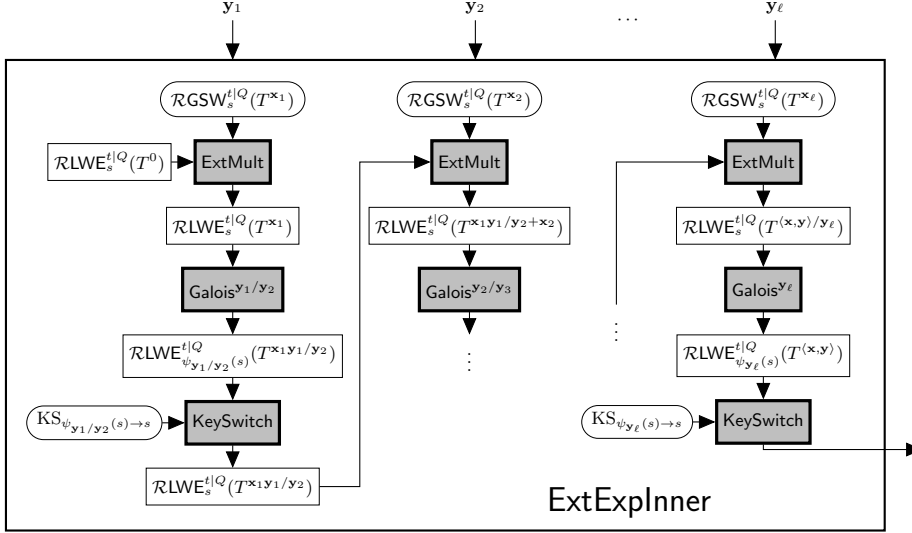 y₁ y₂ ... y_ℓ
RGSW_s^{t|Q}(T^{x₁}) RGSW_s^{t|Q}(T^{x₂}) RGSW_s^{t|Q}(T^{x_ℓ})
RLWE_s^{t|Q}(T^0) ExtMult ExtMult ExtMult
RLWE_s^{t|Q}(T^{x₁}) RLWE_s^{t|Q}(T^{x₁y₁/y₂+x₂}) RLWE_s^{t|Q}(T^{⟨x,y⟩/y_ℓ})
Galois^{y₁/y₂} Galois^{y₂/y₃} Galois^{y_ℓ}
RLWE_{ψ_{y₁/y₂}(s)}^{t|Q}(T^{x₁y₁/y₂}) ⋮ ⋮ RLWE_{ψ_{y_ℓ}(s)}^{t|Q}(T^{⟨x,y⟩})
KS_{ψ_{y₁/y₂}(s)→s} KeySwitch KS_{ψ_{y_ℓ}(s)→s} KeySwitch
RLWE_s^{t|Q}(T^{x₁y₁/y₂})
ExtExpInner